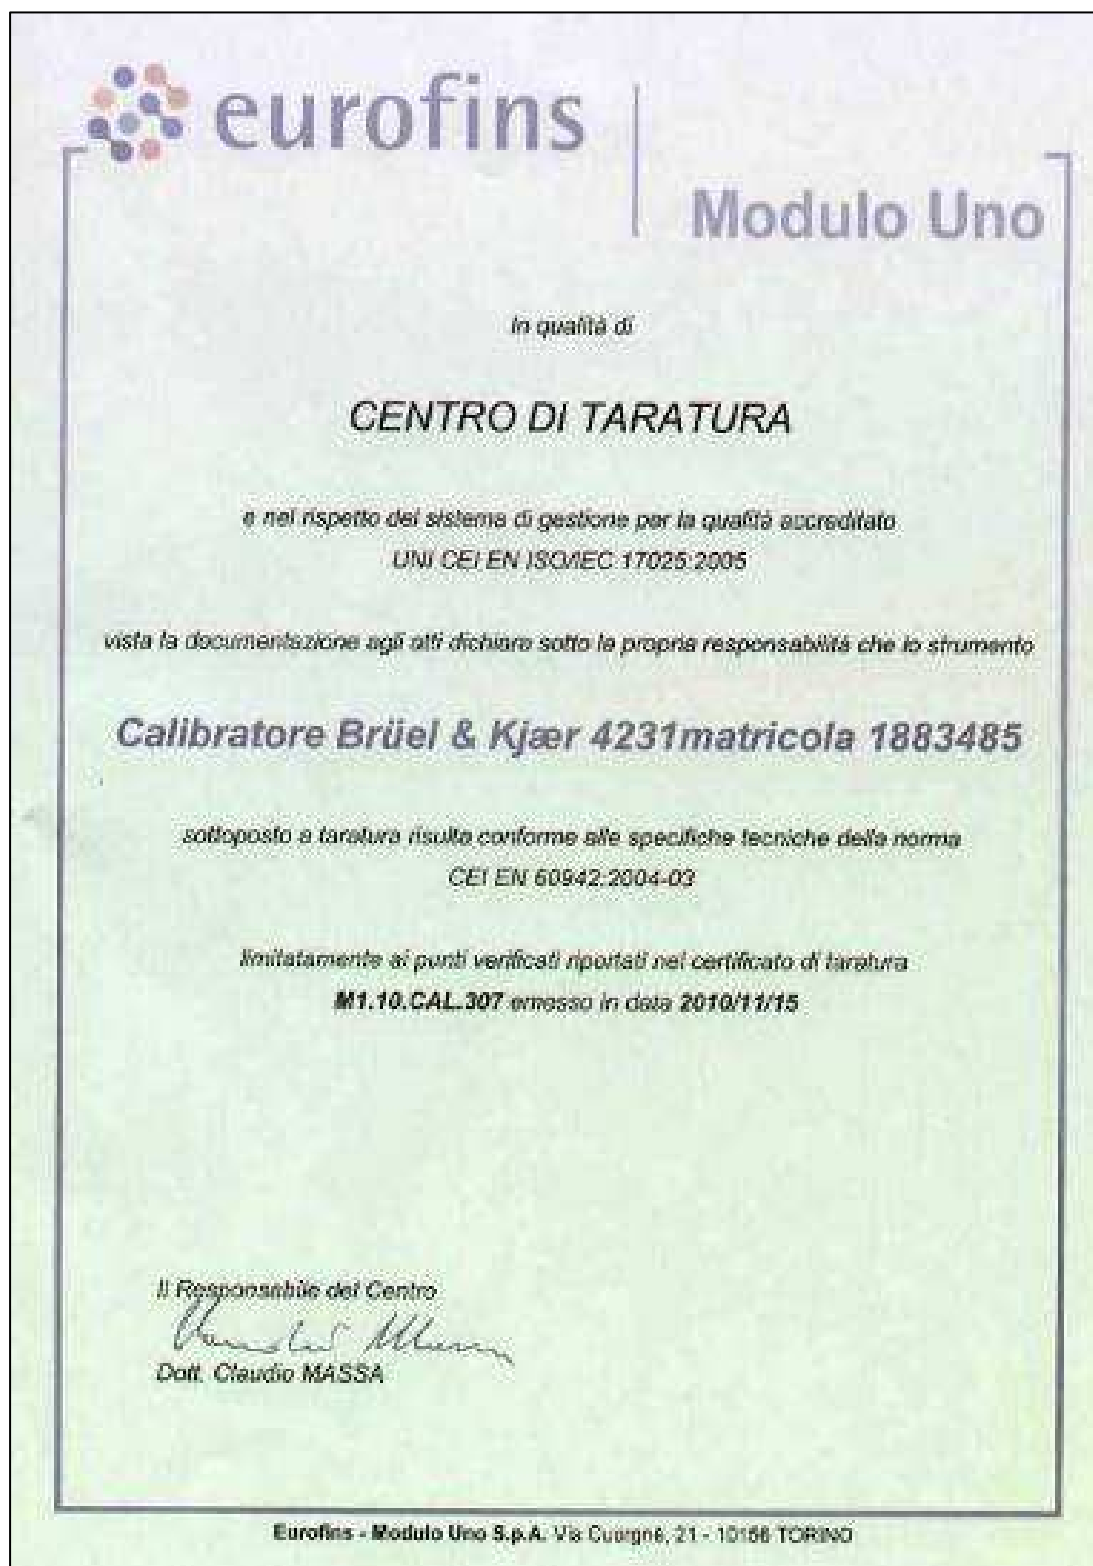 eurofins
Modulo Uno
In qualità di
CENTRO DI TARATURA
e nel rispetto del sistema di gestione per la qualità accreditato
UNI CEI EN ISO/IEC 17025:2005
vista la documentazione agli atti dichiara sotto la propria responsabilità che lo strumento
Calibratore Brüel & Kjær 4231matricola 1883485
sottoposto a taratura risulta conforme alle specifiche tecniche della norma
CEI EN 60942:2004-03
limitatamente ai punti verificati riportati nel certificato di taratura
M1.10.CAL.307 emesso in data 2010/11/15
Il Responsabile del Centro
Dott. Claudio MASSA
Eurofins - Modulo Uno S.p.A. Via Cuorgnè, 21 - 10156 TORINO